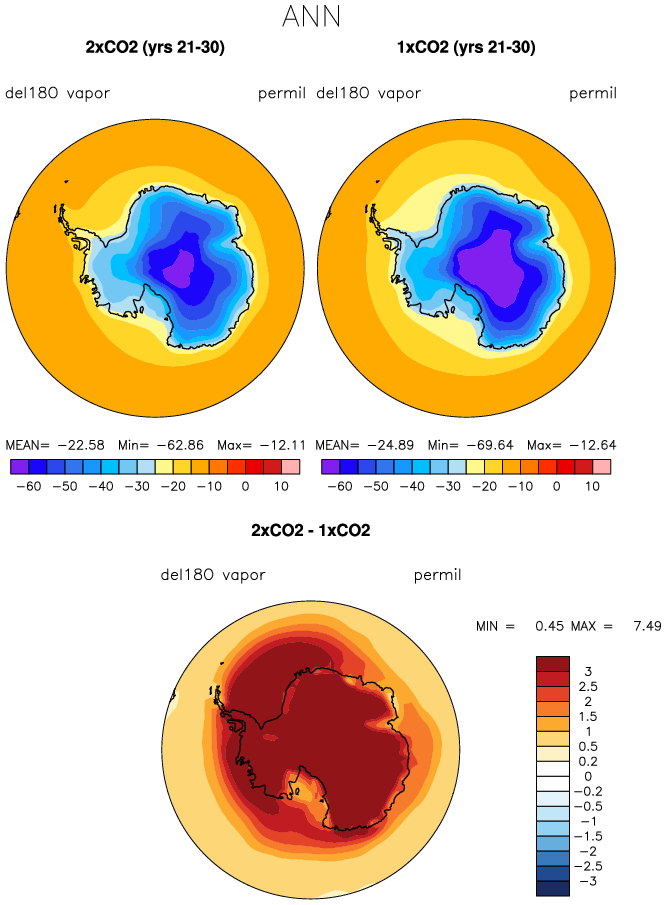 ANN
2xCO2 (yrs 21-30) 1xCO2 (yrs 21-30)
del18O vapor permil del18O vapor permil
MEAN= -22.58 Min= -62.86 Max= -12.11 MEAN= -24.89 Min= -69.64 Max= -12.64
-60 -50 -40 -30 -20 -10 0 10 -60 -50 -40 -30 -20 -10 0 10
2xCO2 - 1xCO2
del18O vapor permil
MIN = 0.45 MAX = 7.49
3
2.5
2
1.5
1
0.5
0.2
0
-0.2
-0.5
-1
-1.5
-2
-2.5
-3